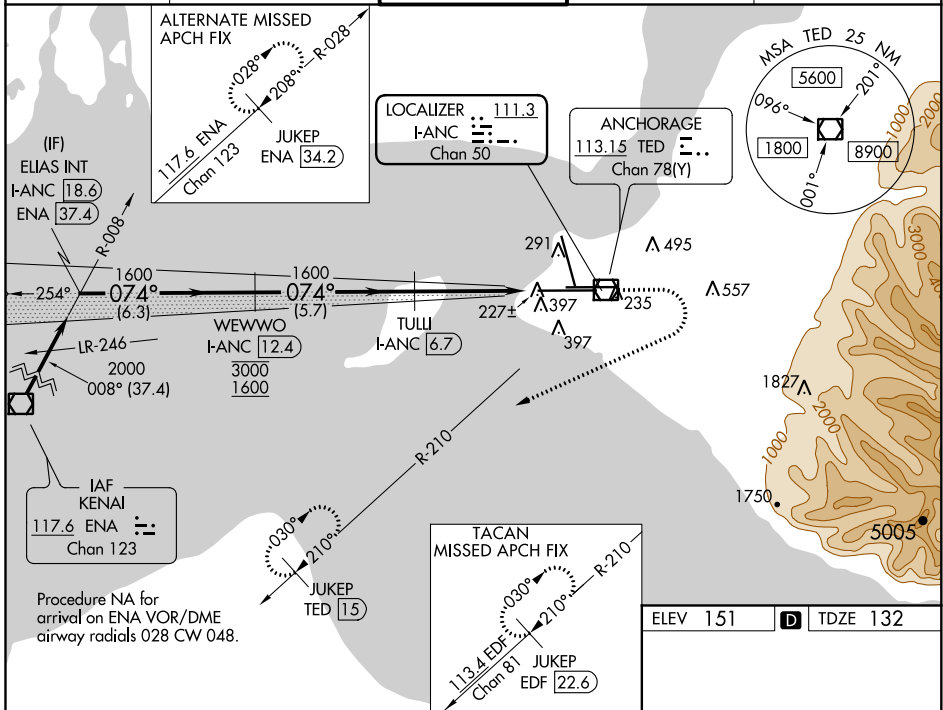 ALTERNATE MISSED
APCH FIX
028°
208°
R-028
117.6 ENA
Chan 123
JUKEP
ENA 34.2
LOCALIZER 111.3
I-ANC
Chan 50
ANCHORAGE
113.15 TED
Chan 78(Y)
MSA TED 25 NM
5600
096°
201°
1800
8900
001°
1000
2000
(IF)
ELIAS INT
I-ANC 18.6
ENA 37.4
R-008
254°
1600
074°
(6.3)
1600
074°
(5.7)
WEWWO
I-ANC 12.4
3000
1600
TULLI
I-ANC 6.7
LR-246
2000
008° (37.4)
291
495
227±
397
235
557
397
3000
1827
2000
1000
1750
5005
IAF
KENAI
117.6 ENA
Chan 123
R-210
030°
210°
JUKEP
TED 15
Procedure NA for
arrival on ENA VOR/DME
airway radials 028 CW 048.
TACAN
MISSED APCH FIX
030°
210°
R-210
113.4 EDF
Chan 81
JUKEP
EDF 22.6
ELEV 151 D TDZE 132